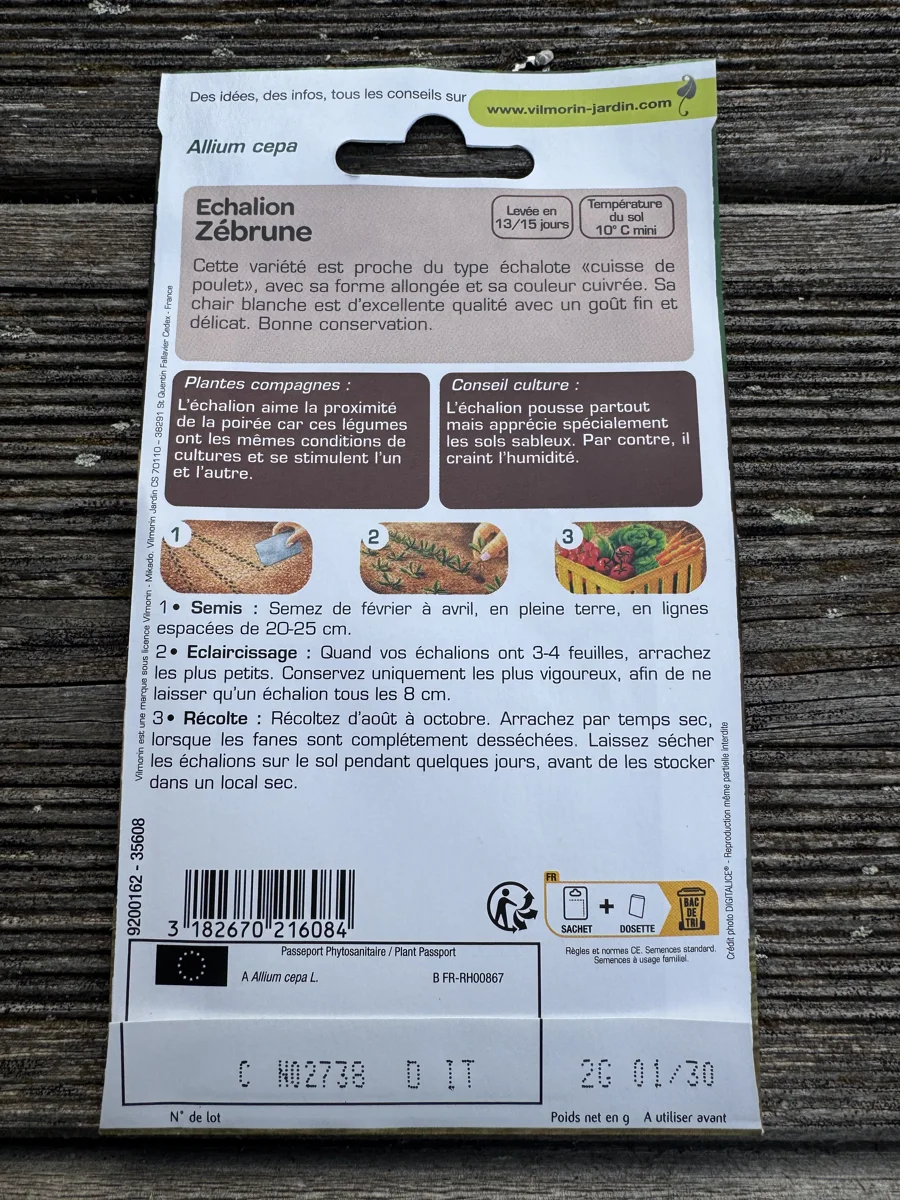 Des idées, des infos, tous les conseils sur
www.vilmorin-jardin.com
Allium cepa
Echalion
Zébrune
Levée en
13/15 jours
Température
du sol
10° C mini
Cette variété est proche du type échalote «cuisse de
poulet», avec sa forme allongée et sa couleur cuivrée. Sa
chair blanche est d'excellente qualité avec un goût fin et
délicat. Bonne conservation.
Plantes compagnes :
L'échalion aime la proximité
de la poirée car ces légumes
ont les mêmes conditions de
cultures et se stimulent l'un
et l'autre.
Conseil culture :
L'échalion pousse partout
mais apprécie spécialement
les sols sableux. Par contre, il
craint l'humidité.
1
2
3
1• Semis : Semez de février à avril, en pleine terre, en lignes
espacées de 20-25 cm.
2• Eclaircissage : Quand vos échalions ont 3-4 feuilles, arrachez
les plus petits. Conservez uniquement les plus vigoureux, afin de ne
laisser qu'un échalion tous les 8 cm.
3• Récolte : Récoltez d'août à octobre. Arrachez par temps sec,
lorsque les fanes sont complétement desséchées. Laissez sécher
les échalions sur le sol pendant quelques jours, avant de les stocker
dans un local sec.
Vilmorin est une marque sous licence Vilmorin - Mikado. Vilmorin Jardin CS 70110 - 38291 St Quentin Fallavier Cedex - France
9200162 - 35608
3 182670 216084
FR
SACHET
+
DOSETTE
BAC
DE
TRI
Règles et normes CE. Semences standard.
Semences à usage familial.
Crédit photo DIGITALICE® - Reproduction même partielle interdite
Passeport Phytosanitaire / Plant Passport
A Allium cepa L.
B FR-RH00867
C N02738 D IT
2G 01/30
N° de lot
Poids net en g
A utiliser avant